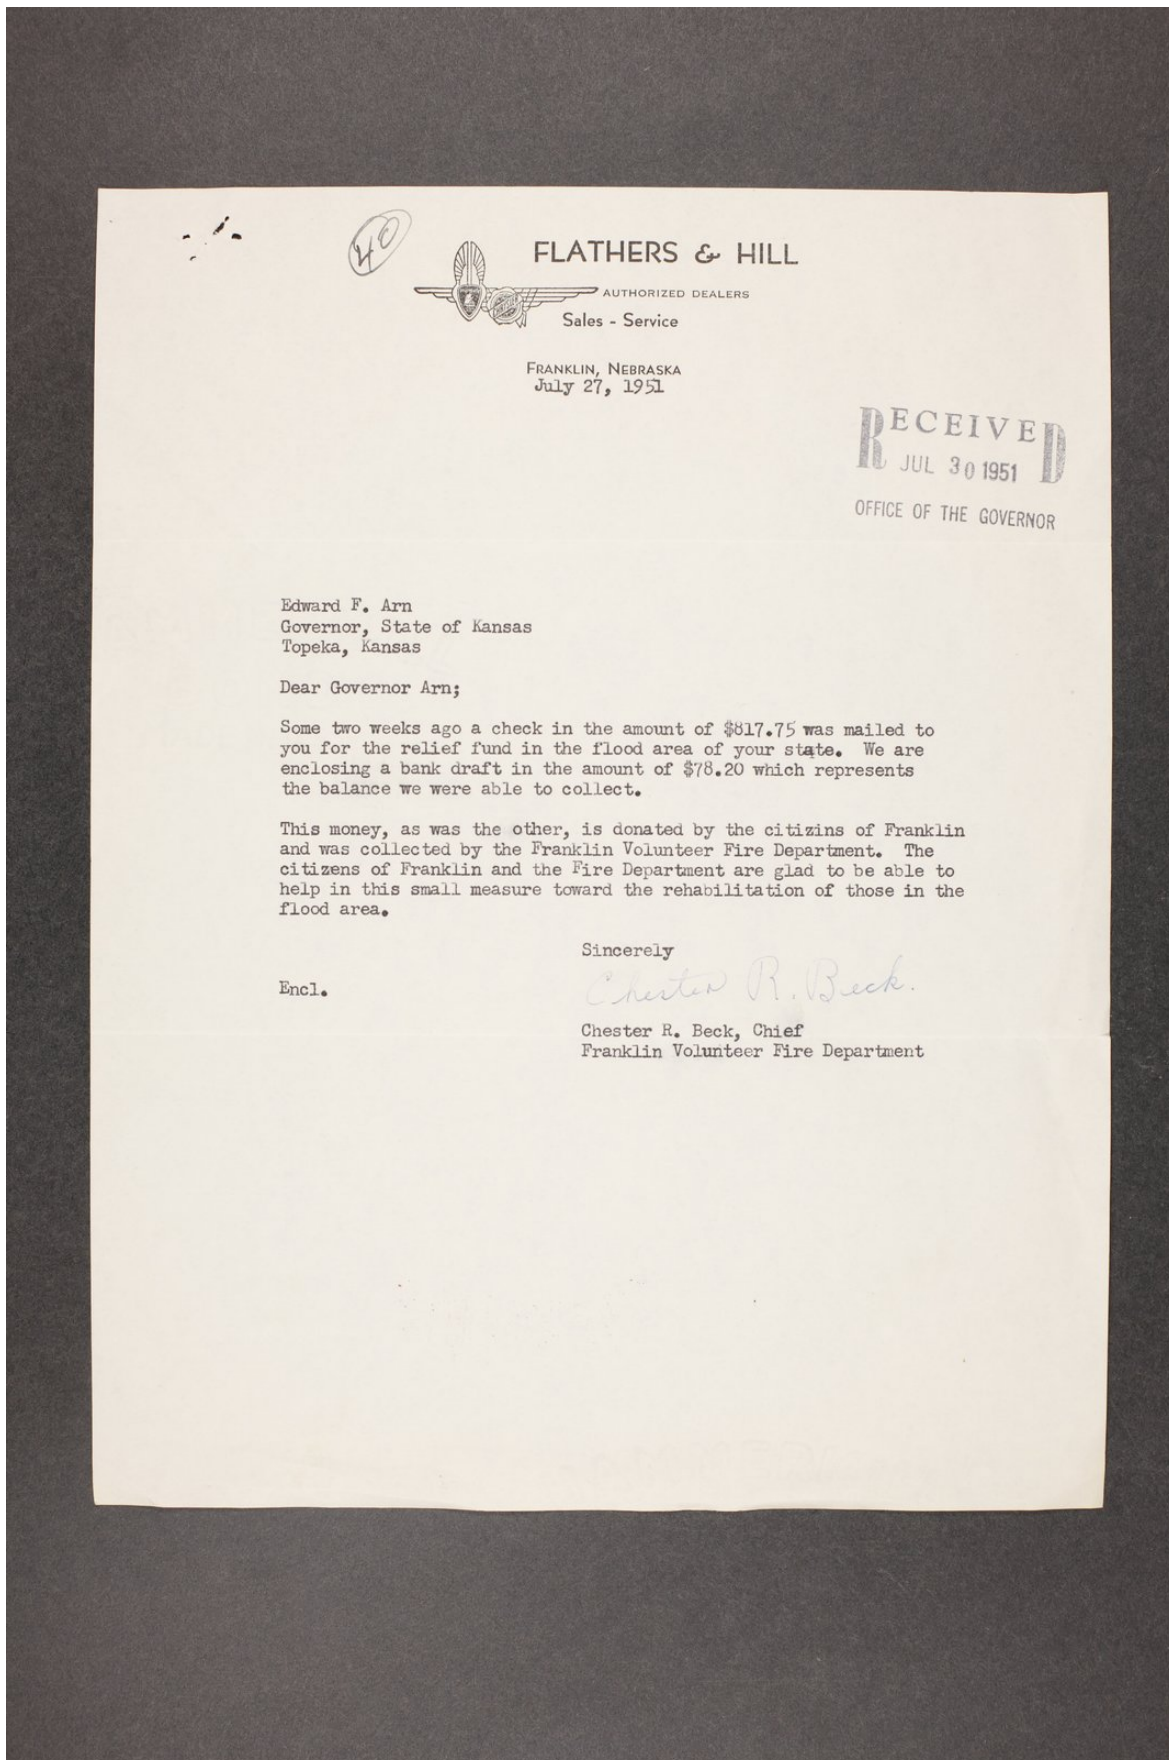 40
FLATHERS & HILL
AUTHORIZED DEALERS
Sales - Service
FRANKLIN, NEBRASKA
July 27, 1951
RECEIVED
JUL 30 1951
OFFICE OF THE GOVERNOR
Edward F. Arn
Governor, State of Kansas
Topeka, Kansas
Dear Governor Arn;
Some two weeks ago a check in the amount of $817.75 was mailed to
you for the relief fund in the flood area of your state. We are
enclosing a bank draft in the amount of $78.20 which represents
the balance we were able to collect.
This money, as was the other, is donated by the citizins of Franklin
and was collected by the Franklin Volunteer Fire Department. The
citizens of Franklin and the Fire Department are glad to be able to
help in this small measure toward the rehabilitation of those in the
flood area.
Sincerely
Chester R. Beck.
Encl.
Chester R. Beck, Chief
Franklin Volunteer Fire Department